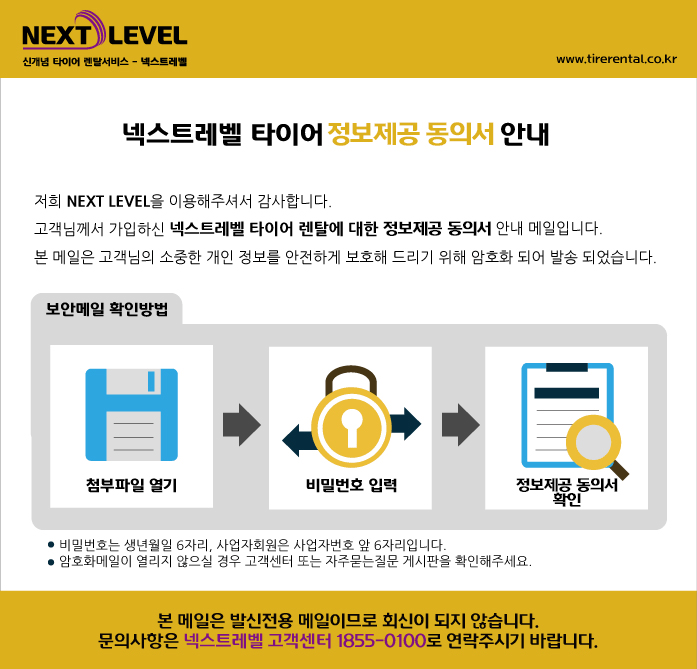 NEXT LEVEL
신개념 타이어 렌탈서비스 - 넥스트레벨
www.tirerental.co.kr
넥스트레벨 타이어 정보제공 동의서 안내
저희 NEXT LEVEL을 이용해주셔서 감사합니다.
고객님께서 가입하신 넥스트레벨 타이어 렌탈에 대한 정보제공 동의서 안내 메일입니다.
본 메일은 고객님의 소중한 개인 정보를 안전하게 보호해 드리기 위해 암호화 되어 발송 되었습니다.
보안메일 확인방법
첨부파일 열기
비밀번호 입력
정보제공 동의서
확인
● 비밀번호는 생년월일 6자리, 사업자회원은 사업자번호 앞 6자리입니다.
● 암호화메일이 열리지 않으실 경우 고객센터 또는 자주묻는질문 게시판을 확인해주세요.
본 메일은 발신전용 메일이므로 회신이 되지 않습니다.
문의사항은 넥스트레벨 고객센터 1855-0100로 연락주시기 바랍니다.